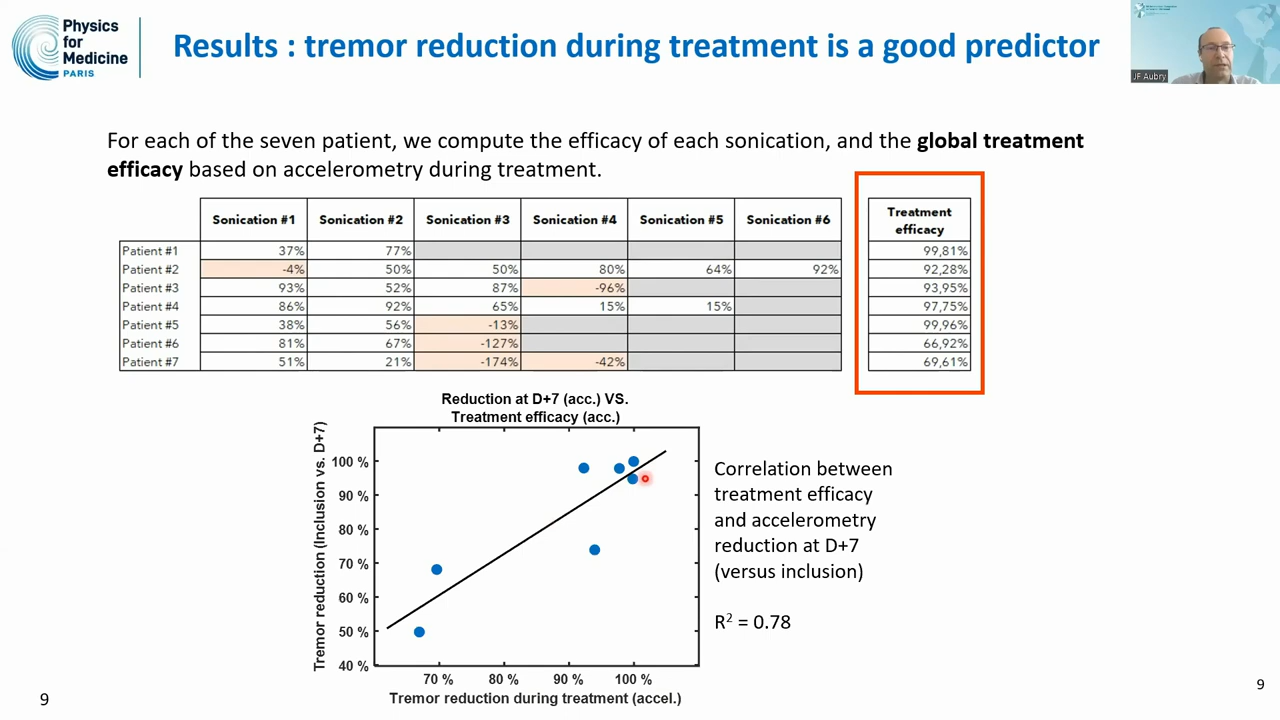 Physics
for
Medicine
PARIS
Results : tremor reduction during treatment is a good predictor
JF Aubry
For each of the seven patient, we compute the efficacy of each sonication, and the global treatment
efficacy based on accelerometry during treatment.
Sonication #1 Sonication #2 Sonication #3 Sonication #4 Sonication #5 Sonication #6 Treatment efficacy
Patient #1 37% 77% 99,81%
Patient #2 -4% 50% 50% 80% 64% 92% 92,28%
Patient #3 93% 52% 87% -96% 93,95%
Patient #4 86% 92% 65% 15% 15% 97,75%
Patient #5 38% 56% -13% 99,96%
Patient #6 81% 67% -127% 66,92%
Patient #7 51% 21% -174% -42% 69,61%
Reduction at D+7 (acc.) VS.
Treatment efficacy (acc.)
Tremor reduction (Inclusion vs. D+7)
100 %
90 %
80 %
70 %
60 %
50 %
40 %
70 % 80 % 90 % 100 %
Tremor reduction during treatment (accel.)
Correlation between
treatment efficacy
and accelerometry
reduction at D+7
(versus inclusion)
R² = 0.78
9
9